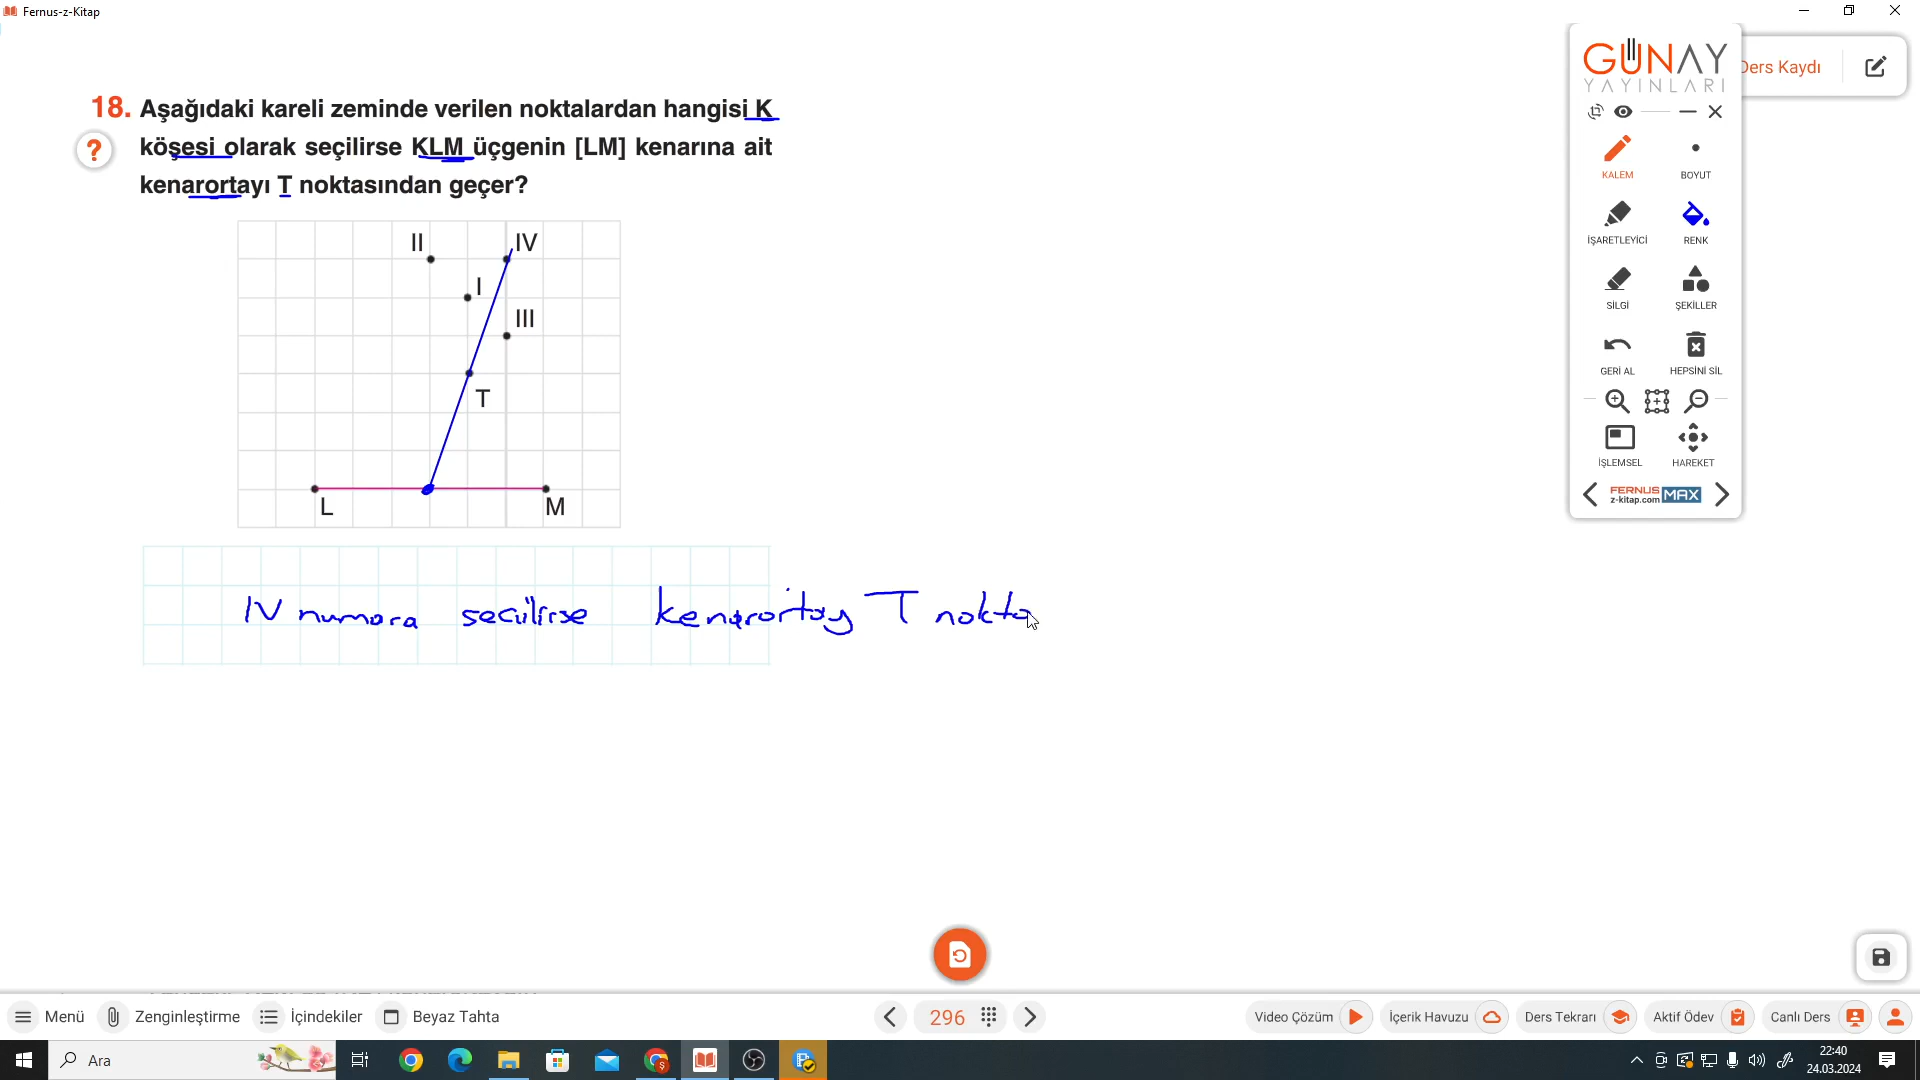 Fernus-z-Kitap
GÜNAY
YAYINLARI
Ders Kaydı
18. Aşağıdaki kareli zeminde verilen noktalardan hangisi K
? köşesi olarak seçilirse KLM üçgenin [LM] kenarına ait
kenarortayı T noktasından geçer?
KALEM BOYUT
İŞARETLEYİCİ RENK
SİLGİ ŞEKİLLER
GERİ AL HEPSİNİ SİL
İŞLEMSEL HAREKET
FERNUS z-kitap.com MAX
II IV
I
III
T
L M
IV numara seçilirse kenarortay T nokta
Menü Zenginleştirme İçindekiler Beyaz Tahta 296 Video Çözüm İçerik Havuzu Ders Tekrarı Aktif Ödev Canlı Ders
Ara 22:40
24.03.2024